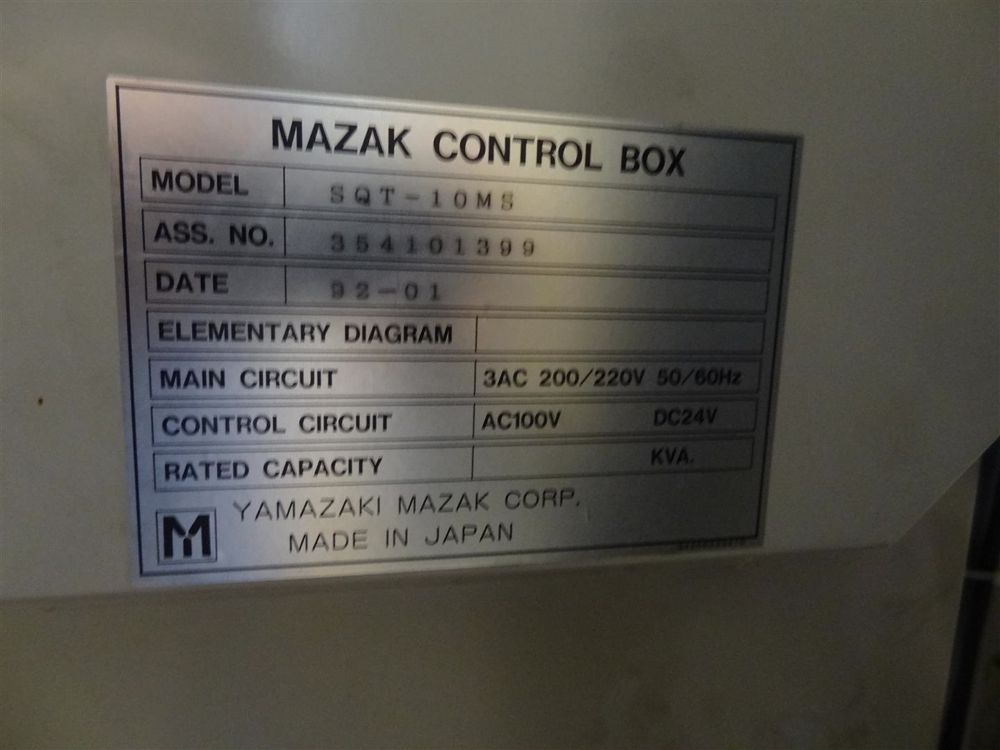 MAZAK CONTROL BOX
MODEL SQT-10MS
ASS. NO. 354101399
DATE 92-01
ELEMENTARY DIAGRAM
MAIN CIRCUIT 3AC 200/220V 50/60Hz
CONTROL CIRCUIT AC100V DC24V
RATED CAPACITY KVA.
YAMAZAKI MAZAK CORP.
M MADE IN JAPAN